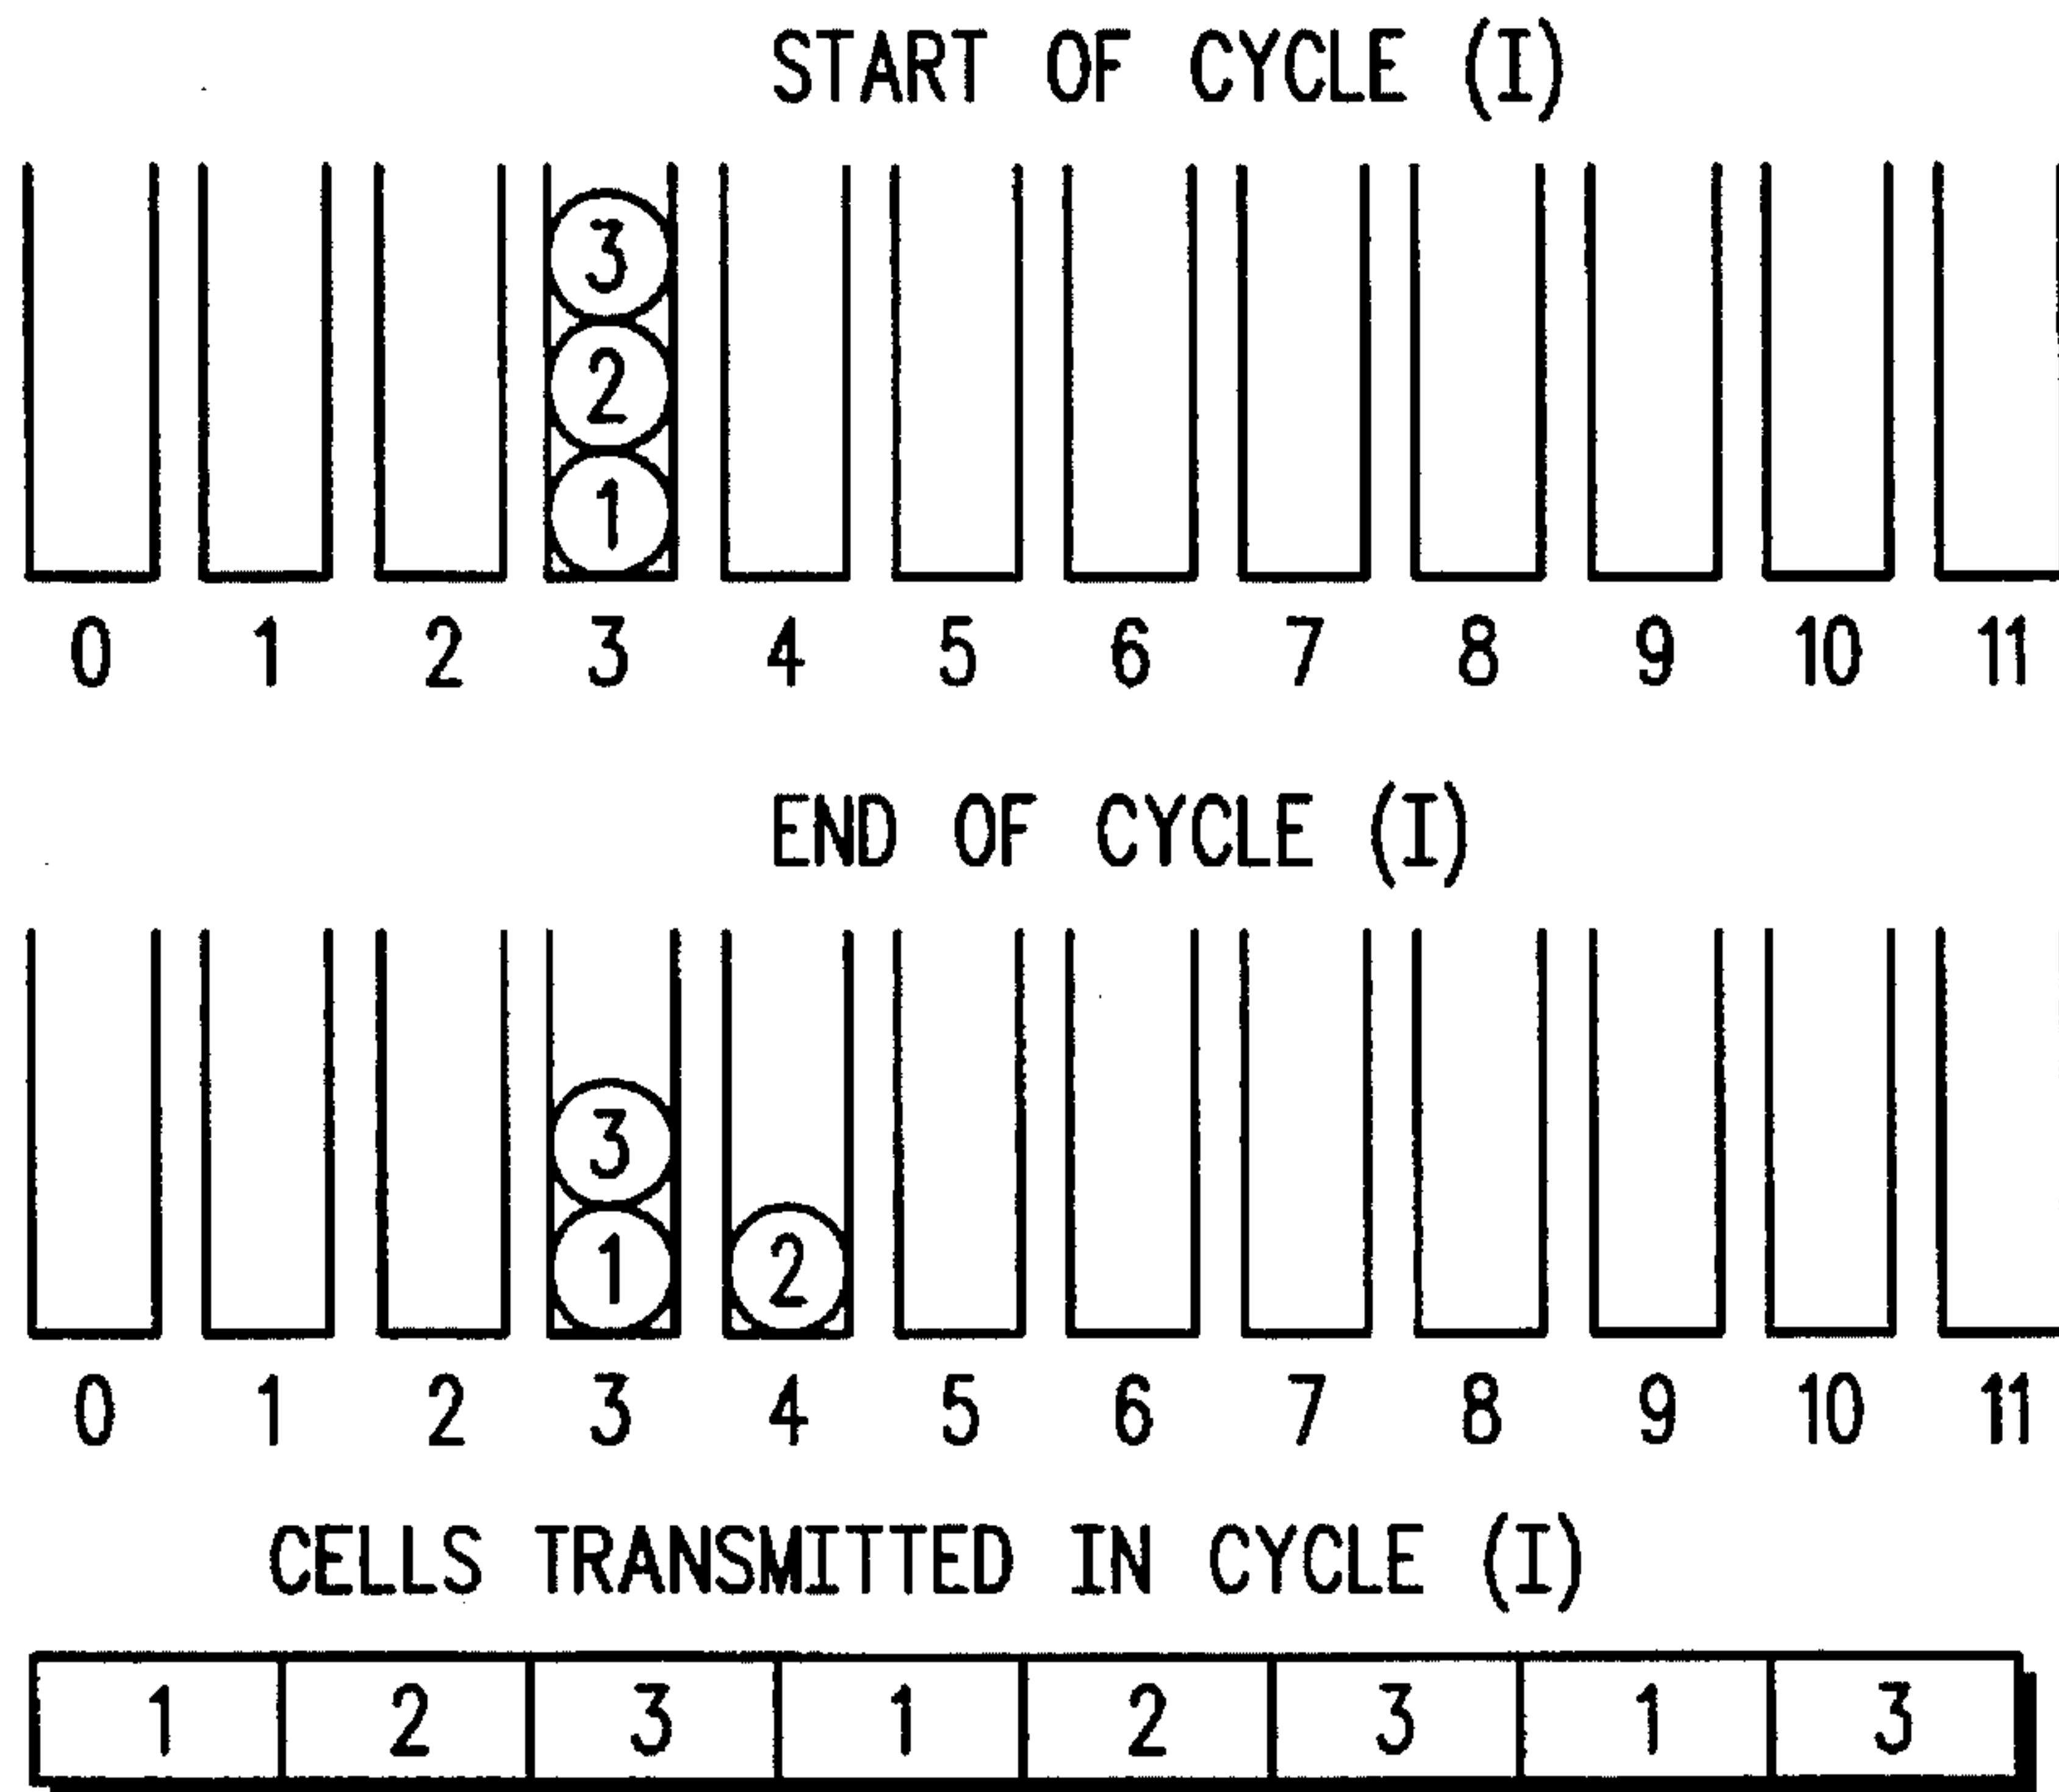 START OF CYCLE (I)
3
2
1
0 1 2 3 4 5 6 7 8 9 10 11
END OF CYCLE (I)
3
1 2
0 1 2 3 4 5 6 7 8 9 10 11
CELLS TRANSMITTED IN CYCLE (I)
1 2 3 1 2 3 1 3